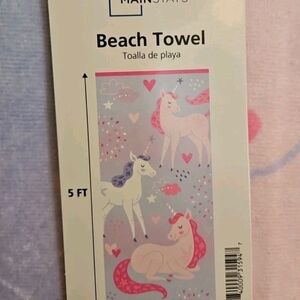 MAINSTAYS
Beach Towel
Toalla de playa
5 FT